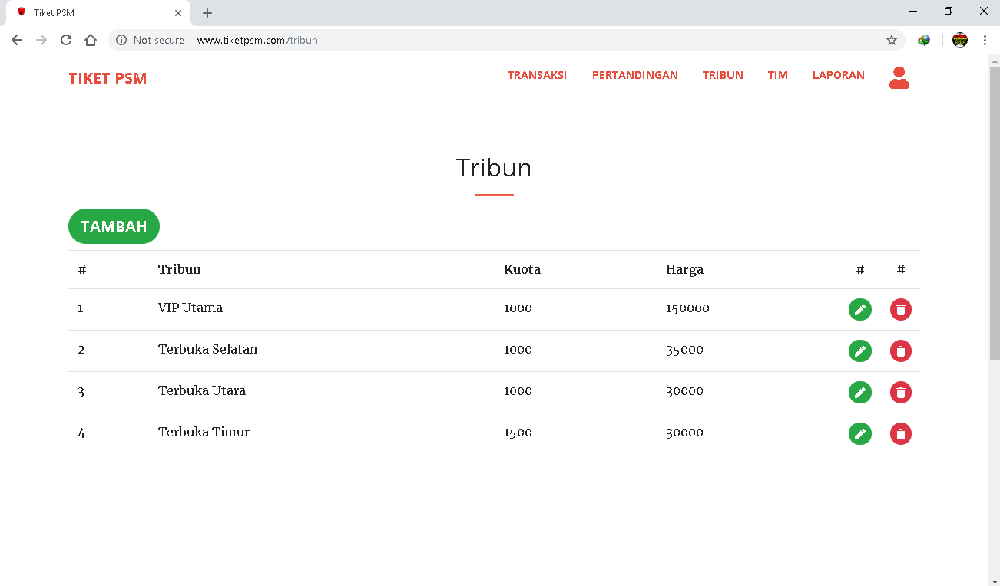 Tiket PSM
Not secure www.tiketpsm.com/tribun
TIKET PSM TRANSAKSI PERTANDINGAN TRIBUN TIM LAPORAN
Tribun
TAMBAH
# Tribun Kuota Harga # #
1 VIP Utama 1000 150000
2 Terbuka Selatan 1000 35000
3 Terbuka Utara 1000 30000
4 Terbuka Timur 1500 30000